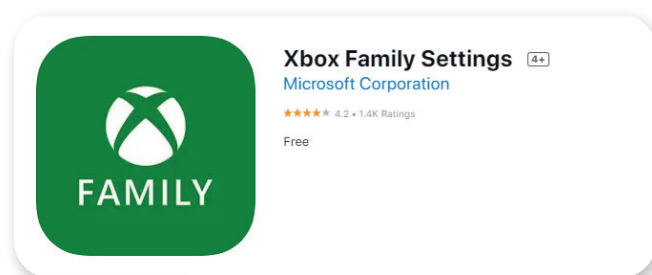 Xbox Family Settings 4+
Microsoft Corporation
4.2 • 1.4K Ratings
Free
FAMILY